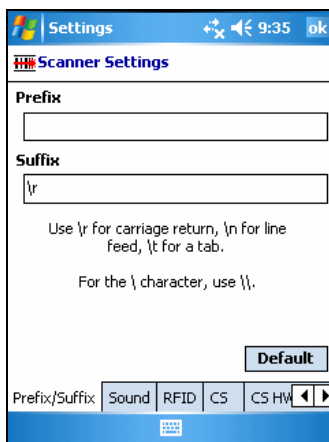 Settings 9:35 ok
Scanner Settings
Prefix
Suffix
\r
Use \r for carriage return, \n for line
feed, \t for a tab.
For the \ character, use \\.
Default
Prefix/Suffix Sound RFID CS CS HW